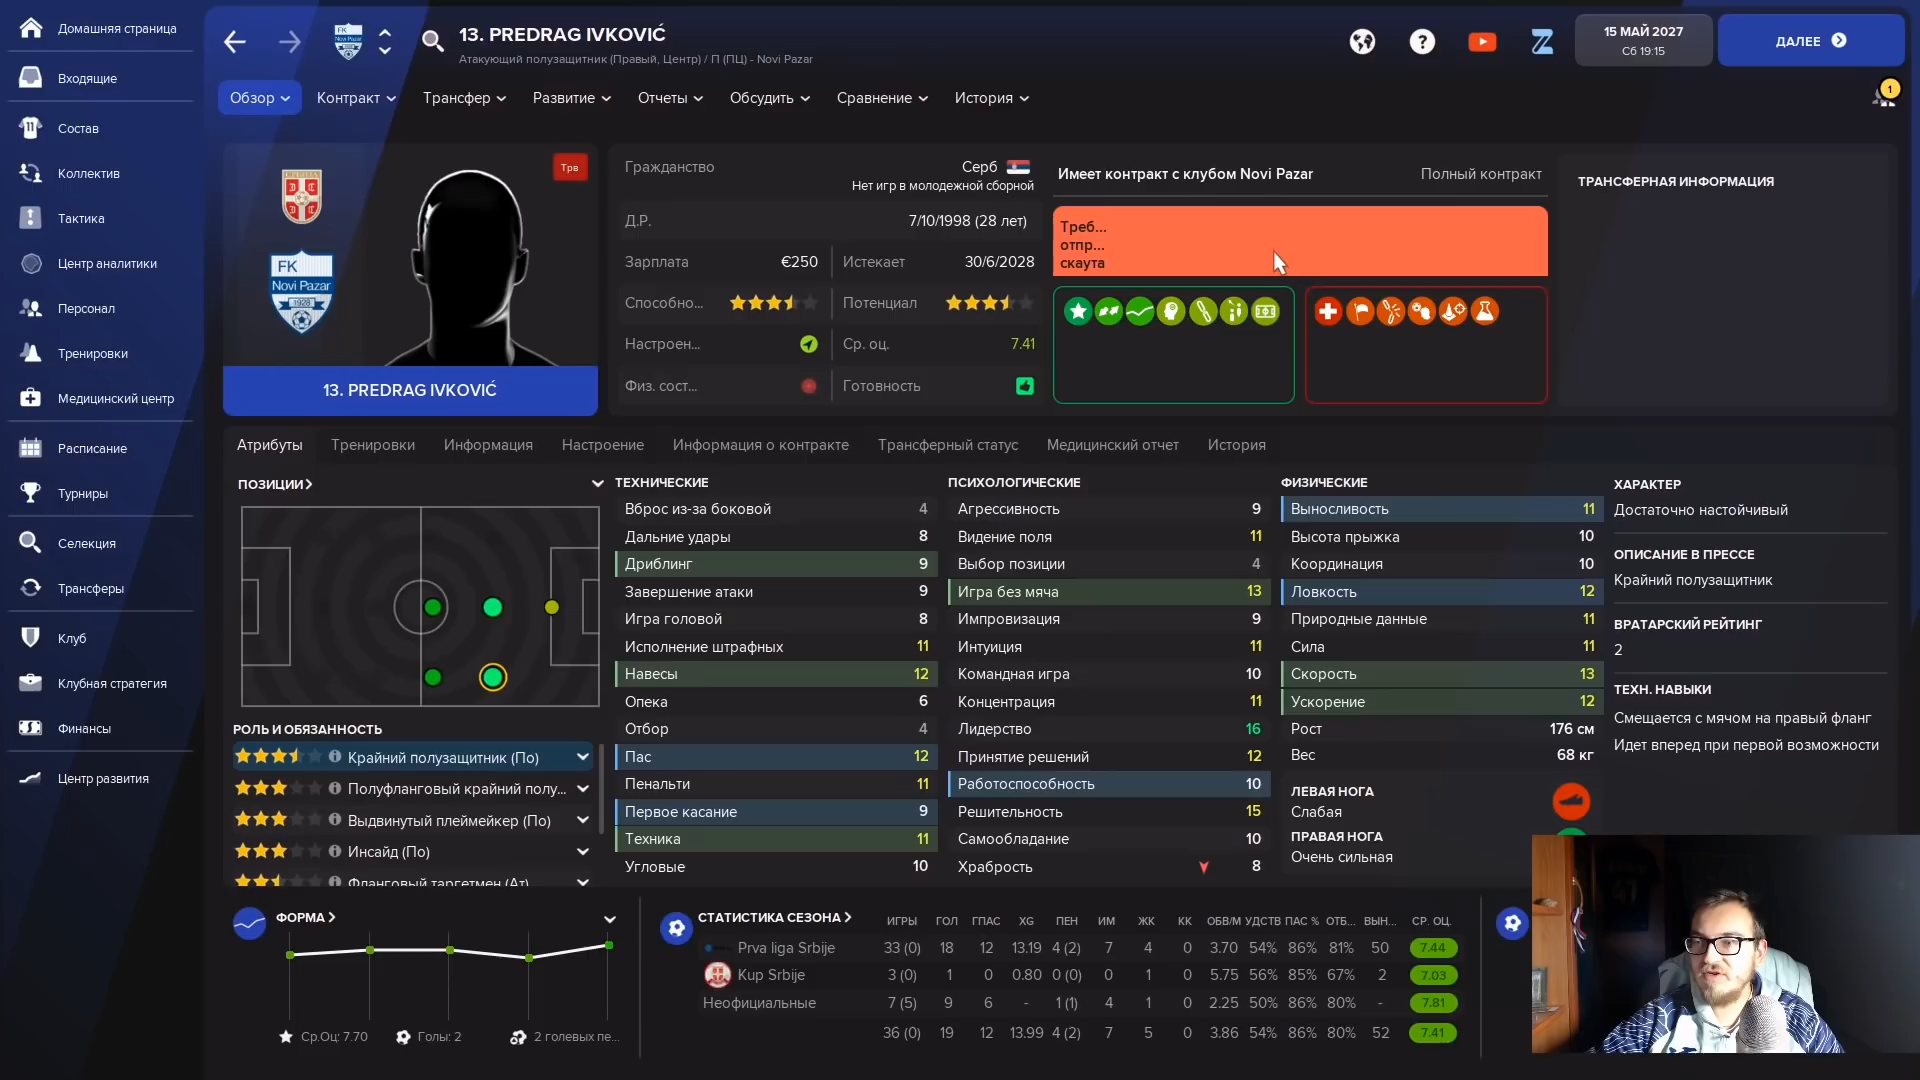 Домашняя страница
Входящие
Состав
Коллектив
Тактика
Центр аналитики
Персонал
Тренировки
Медицинский центр
Расписание
Турниры
Селекция
Трансферы
Клуб
Клубная стратегия
Финансы
Центр развития
13. PREDRAG IVKOVIĆ
Атакующий полузащитник (Правый, Центр) / П (ПЦ) - Novi Pazar
15 МАЙ 2027
Сб 19:15
ДАЛЕЕ
1
Обзор Контракт Трансфер Развитие Отчеты Обсудить Сравнение История
Трв
FK
Novi Pazar
1928
13. PREDRAG IVKOVIĆ
Гражданство Серб
Нет игр в молодежной сборной
Д.Р. 7/10/1998 (28 лет)
Зарплата €250 Истекает 30/6/2028
Способно... Потенциал
Настроен... Ср. оц. 7.41
Физ. сост... Готовность
Имеет контракт с клубом Novi Pazar Полный контракт
Треб...
отпр...
скаута
ТРАНСФЕРНАЯ ИНФОРМАЦИЯ
Атрибуты Тренировки Информация Настроение Информация о контракте Трансферный статус Медицинский отчет История
ПОЗИЦИИ
РОЛЬ И ОБЯЗАННОСТЬ
Крайний полузащитник (По)
Полуфланговый крайний полу...
Выдвинутый плеймейкер (По)
Инсайд (По)
Фланговый таргетмен (Ат)
ТЕХНИЧЕСКИЕ
Вброс из-за боковой 4
Дальние удары 8
Дриблинг 9
Завершение атаки 9
Игра головой 8
Исполнение штрафных 11
Навесы 12
Опека 6
Отбор 4
Пас 12
Пенальти 11
Первое касание 9
Техника 11
Угловые 10
ПСИХОЛОГИЧЕСКИЕ
Агрессивность 9
Видение поля 11
Выбор позиции 4
Игра без мяча 13
Импровизация 9
Интуиция 11
Командная игра 10
Концентрация 11
Лидерство 16
Принятие решений 12
Работоспособность 10
Решительность 15
Самообладание 10
Храбрость 8
ФИЗИЧЕСКИЕ
Выносливость 11
Высота прыжка 10
Координация 10
Ловкость 12
Природные данные 11
Сила 11
Скорость 13
Ускорение 12
Рост 176 см
Вес 68 кг
ЛЕВАЯ НОГА
Слабая
ПРАВАЯ НОГА
Очень сильная
ХАРАКТЕР
Достаточно настойчивый
ОПИСАНИЕ В ПРЕССЕ
Крайний полузащитник
ВРАТАРСКИЙ РЕЙТИНГ
2
ТЕХН. НАВЫКИ
Смещается с мячом на правый фланг
Идет вперед при первой возможности
ФОРМА
Ср.Оц: 7.70 Голы: 2 2 голевых пе...
СТАТИСТИКА СЕЗОНА ИГРЫ ГОЛ ГПАС XG ПЕН ИМ ЖК КК ОБВ/М УДСТВ ПАС % ОТБ... ВЫН... СР. ОЦ.
Prva liga Srbije 33 (0) 18 12 13.19 4 (2) 7 4 0 3.70 54% 86% 81% 50 7.44
Kup Srbije 3 (0) 1 0 0.80 0 (0) 0 1 0 5.75 56% 85% 67% 2 7.03
Неофициальные 7 (5) 9 6 - 1 (1) 4 1 0 2.25 50% 86% 80% - 7.81
36 (0) 19 12 13.99 4 (2) 7 5 0 3.86 54% 86% 80% 52 7.41